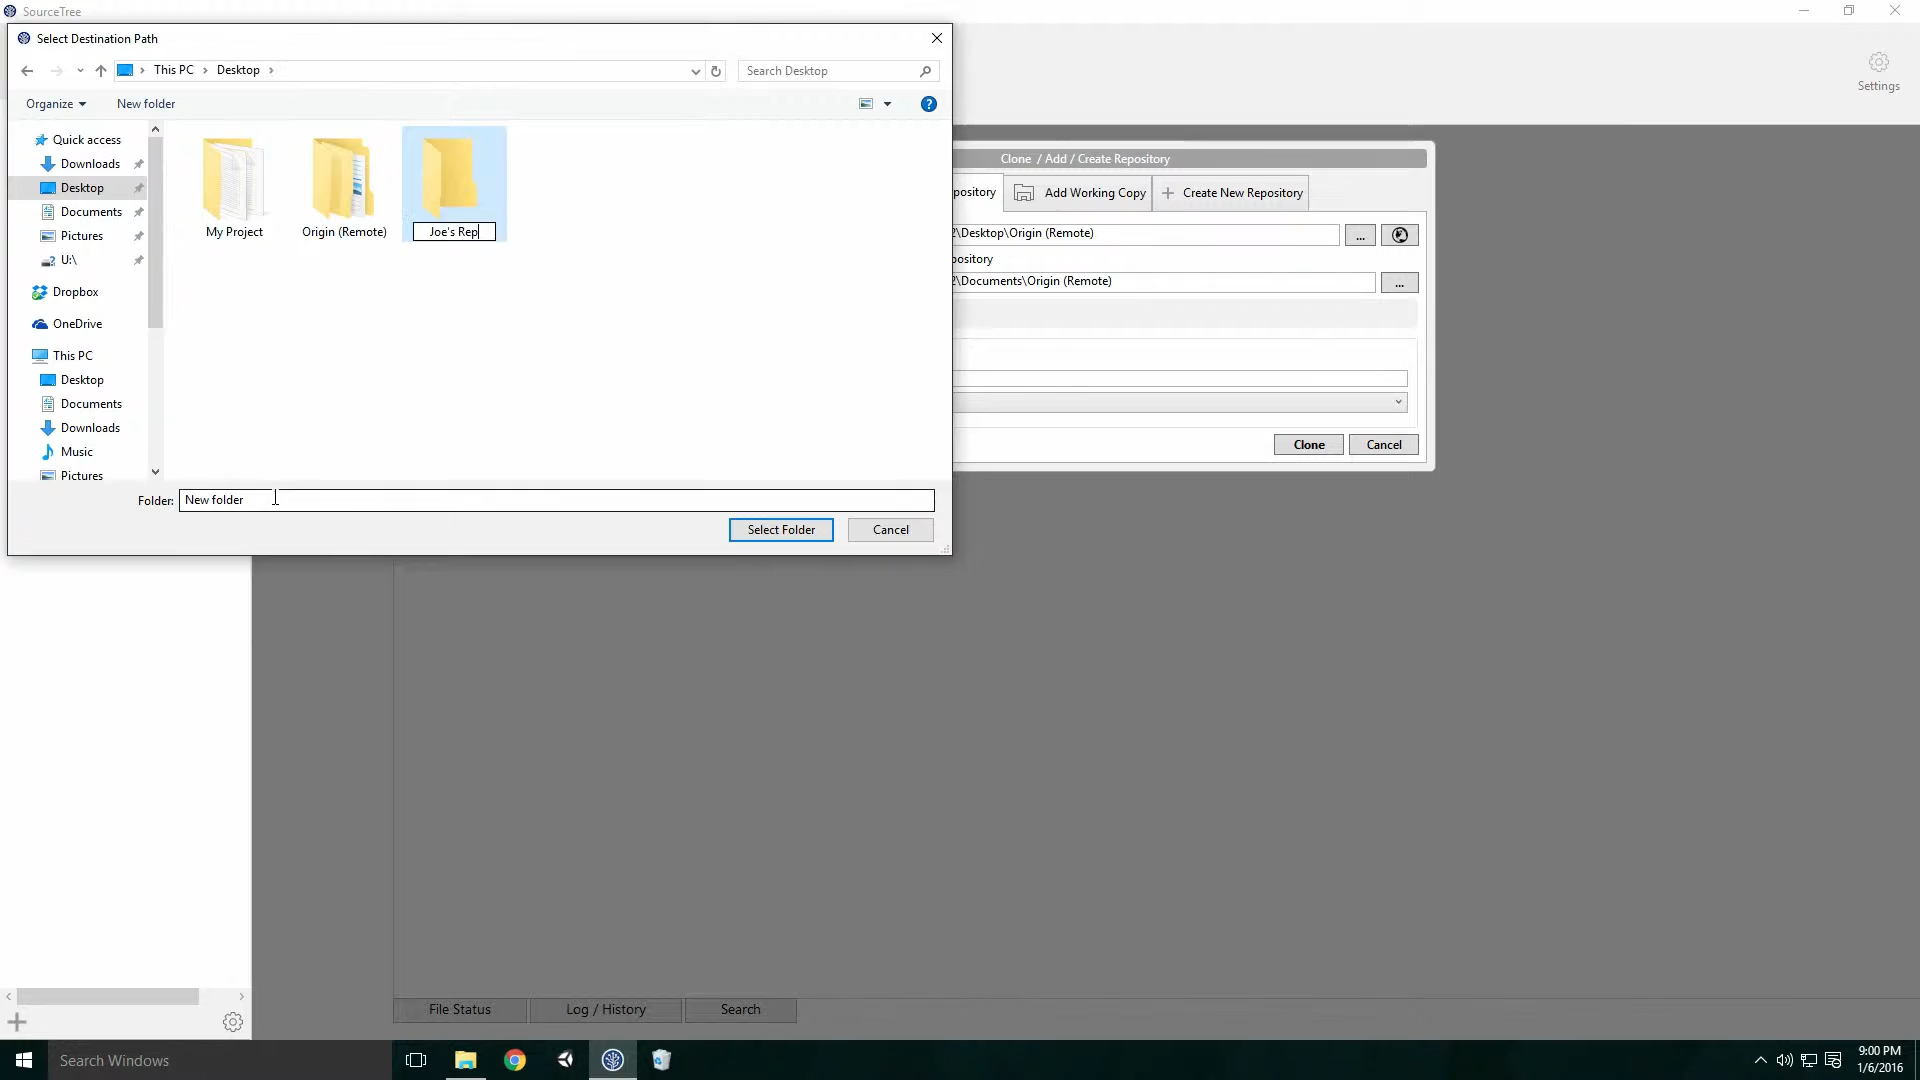 SourceTree
Select Destination Path
This PC
Desktop
Search Desktop
Settings
Organize
New folder
Quick access
Downloads
Desktop
Documents
Pictures
U:\
Dropbox
OneDrive
This PC
Desktop
Documents
Downloads
Music
Pictures
My Project
Origin (Remote)
Joe's Rep
Folder:
New folder
Select Folder
Cancel
Clone / Add / Create Repository
pository
Add Working Copy
Create New Repository
2\Desktop\Origin (Remote)
...
pository
2\Documents\Origin (Remote)
...
Clone
Cancel
File Status
Log / History
Search
Search Windows
9:00 PM
1/6/2016